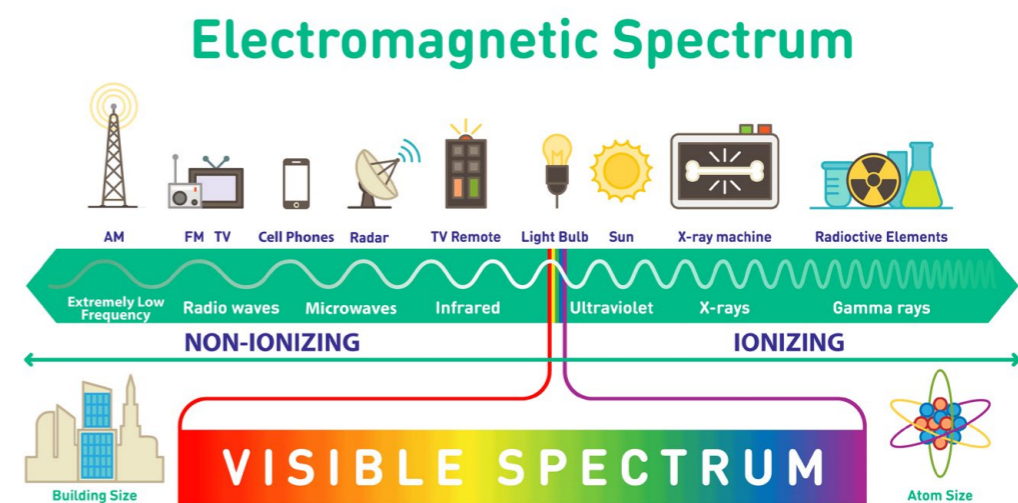 Electromagnetic Spectrum
AM
FM TV
Cell Phones
Radar
TV Remote
Light Bulb
Sun
X-ray machine
Radioctive Elements
Extremely Low
Frequency
Radio waves
Microwaves
Infrared
Ultraviolet
X-rays
Gamma rays
NON-IONIZING
IONIZING
VISIBLE SPECTRUM
Building Size
Atom Size